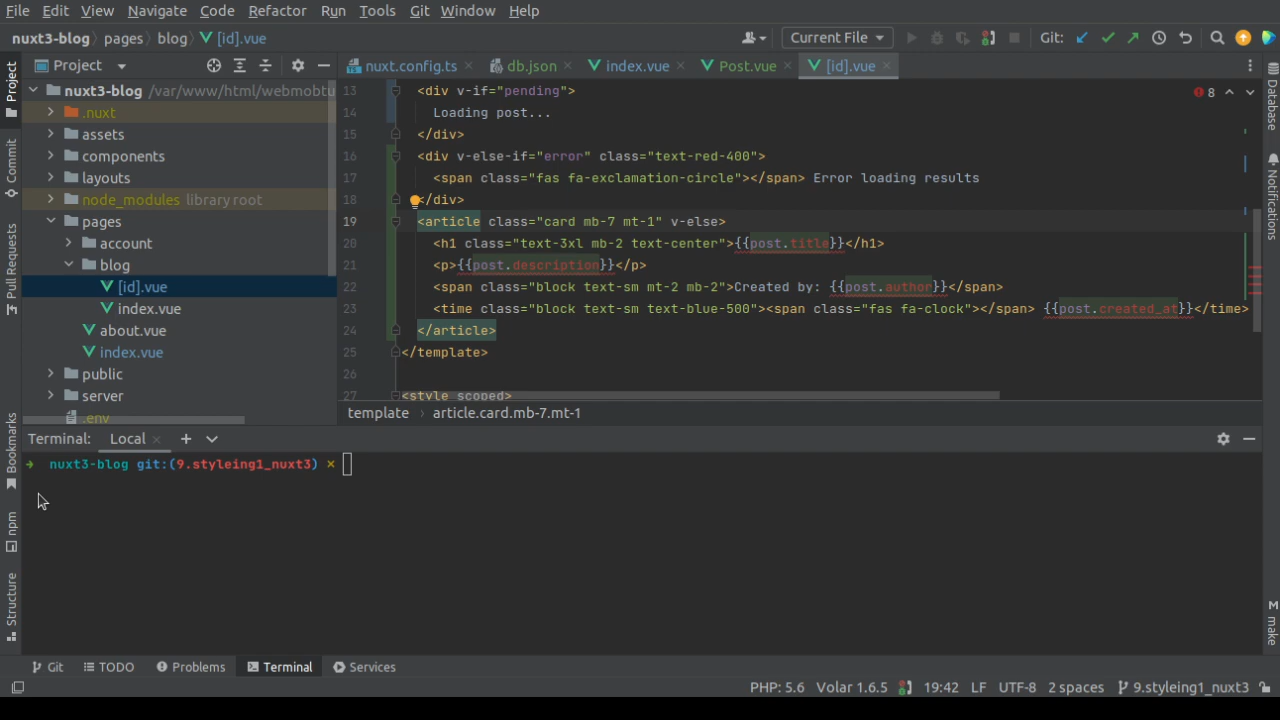 File Edit View Navigate Code Refactor Run Tools Git Window Help
nuxt3-blog pages blog [id].vue Current File Git:
Project nuxt.config.ts db.json index.vue Post.vue [id].vue
nuxt3-blog /var/www/html/webmobtu
.nuxt
assets
components
layouts
node_modules library root
pages
account
blog
[id].vue
index.vue
about.vue
index.vue
public
server
.env
13 <div v-if="pending">
14 Loading post...
15 </div>
16 <div v-else-if="error" class="text-red-400">
17 <span class="fas fa-exclamation-circle"></span> Error loading results
18 </div>
19 <article class="card mb-7 mt-1" v-else>
20 <h1 class="text-3xl mb-2 text-center">{{post.title}}</h1>
21 <p>{{post.description}}</p>
22 <span class="block text-sm mt-2 mb-2">Created by: {{post.author}}</span>
23 <time class="block text-sm text-blue-500"><span class="fas fa-clock"></span> {{post.created_at}}</time>
24 </article>
25 </template>
26
27 <style scoped>
8
template article.card.mb-7.mt-1
Project
Commit
Pull Requests
Bookmarks
npm
Structure
Database
Notifications
make
Terminal: Local
→ nuxt3-blog git:(9.styleing1_nuxt3) ×
Git TODO Problems Terminal Services
PHP: 5.6 Volar 1.6.5 19:42 LF UTF-8 2 spaces 9.styleing1_nuxt3